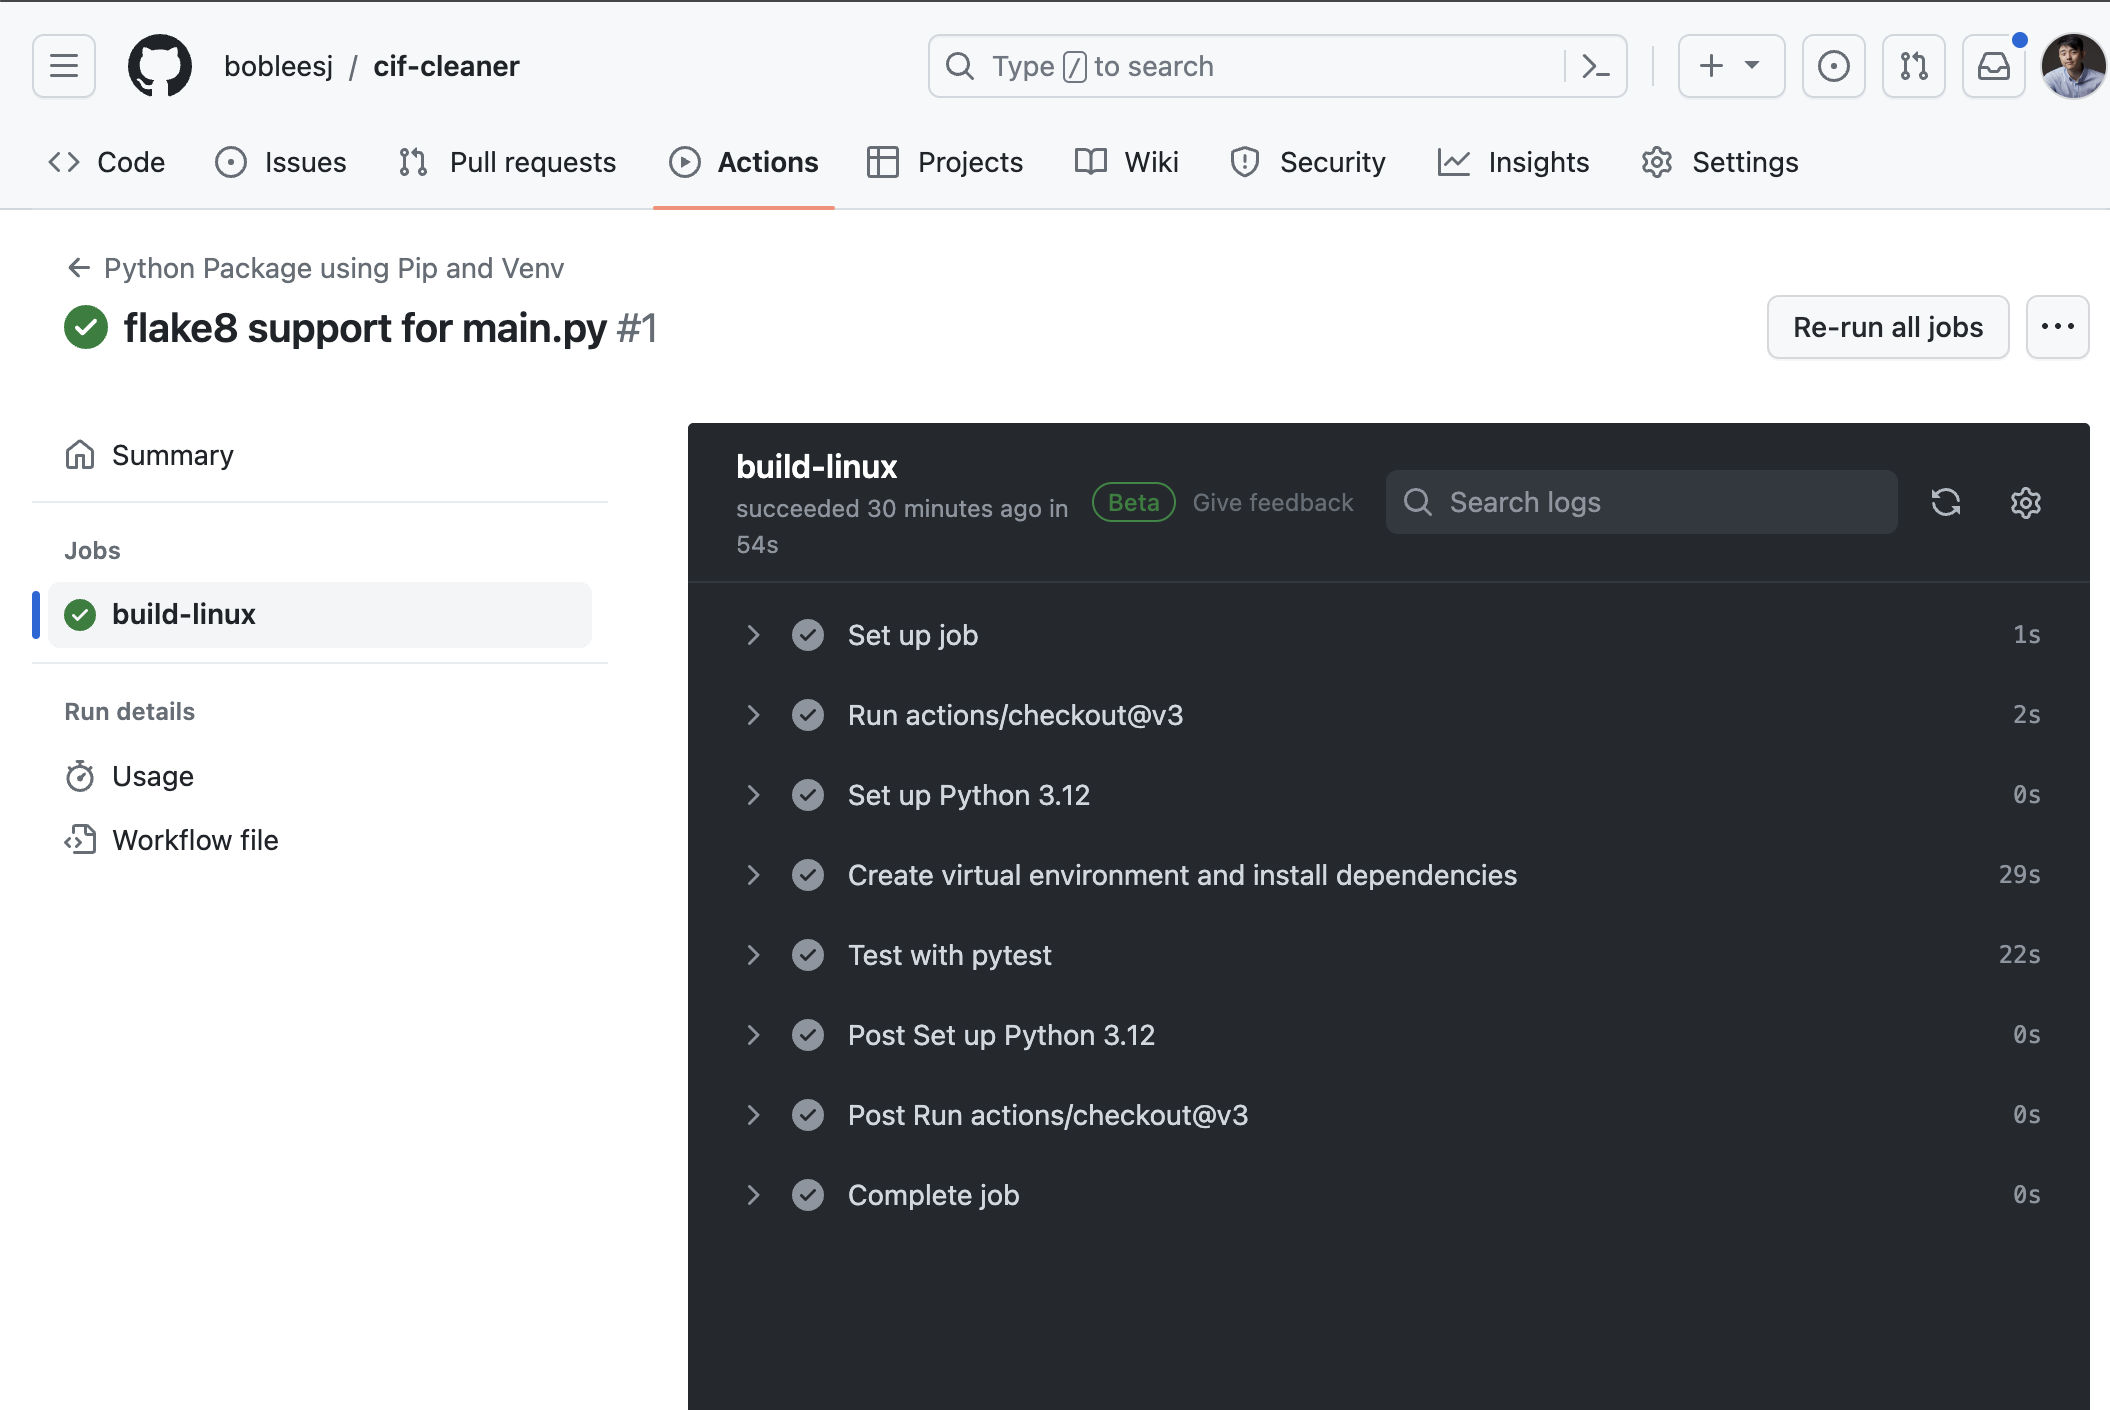 bobleesj / cif-cleaner
Type / to search
Code
Issues
Pull requests
Actions
Projects
Wiki
Security
Insights
Settings
Python Package using Pip and Venv
flake8 support for main.py #1
Re-run all jobs
Summary
Jobs
build-linux
Run details
Usage
Workflow file
build-linux
succeeded 30 minutes ago in
54s
Beta
Give feedback
Search logs
Set up job 1s
Run actions/checkout@v3 2s
Set up Python 3.12 0s
Create virtual environment and install dependencies 29s
Test with pytest 22s
Post Set up Python 3.12 0s
Post Run actions/checkout@v3 0s
Complete job 0s